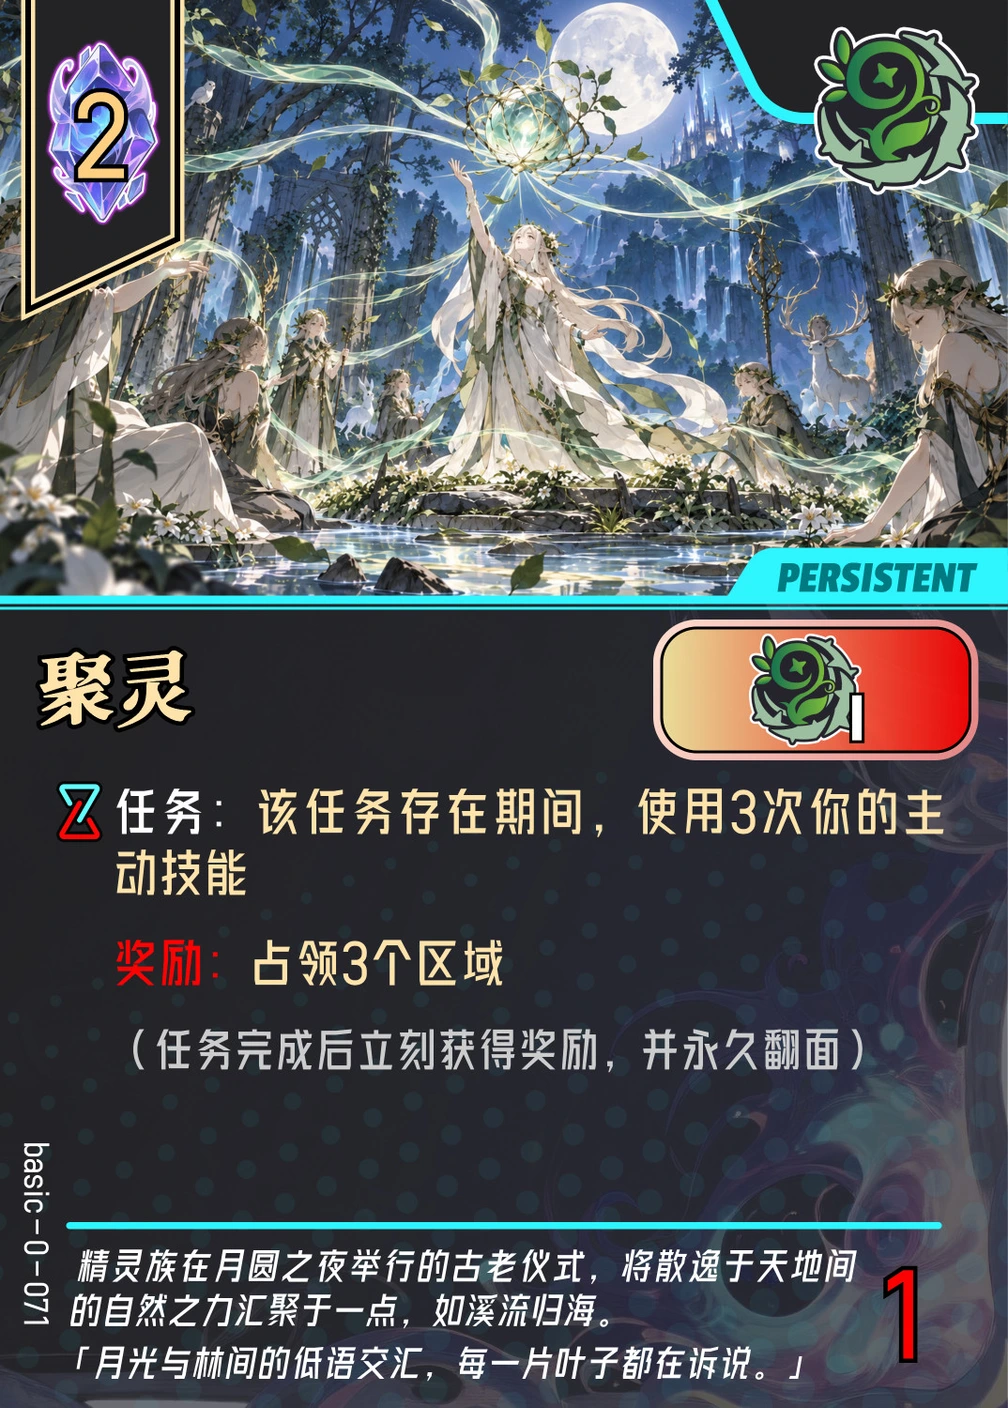 2
PERSISTENT
聚灵
任务：该任务存在期间，使用3次你的主
动技能
奖励：占领3个区域
（任务完成后立刻获得奖励，并永久翻面）
basic-0-071
精灵族在月圆之夜举行的古老仪式，将散逸于天地间
的自然之力汇聚于一点，如溪流归海。
「月光与林间的低语交汇，每一片叶子都在诉说。」
1